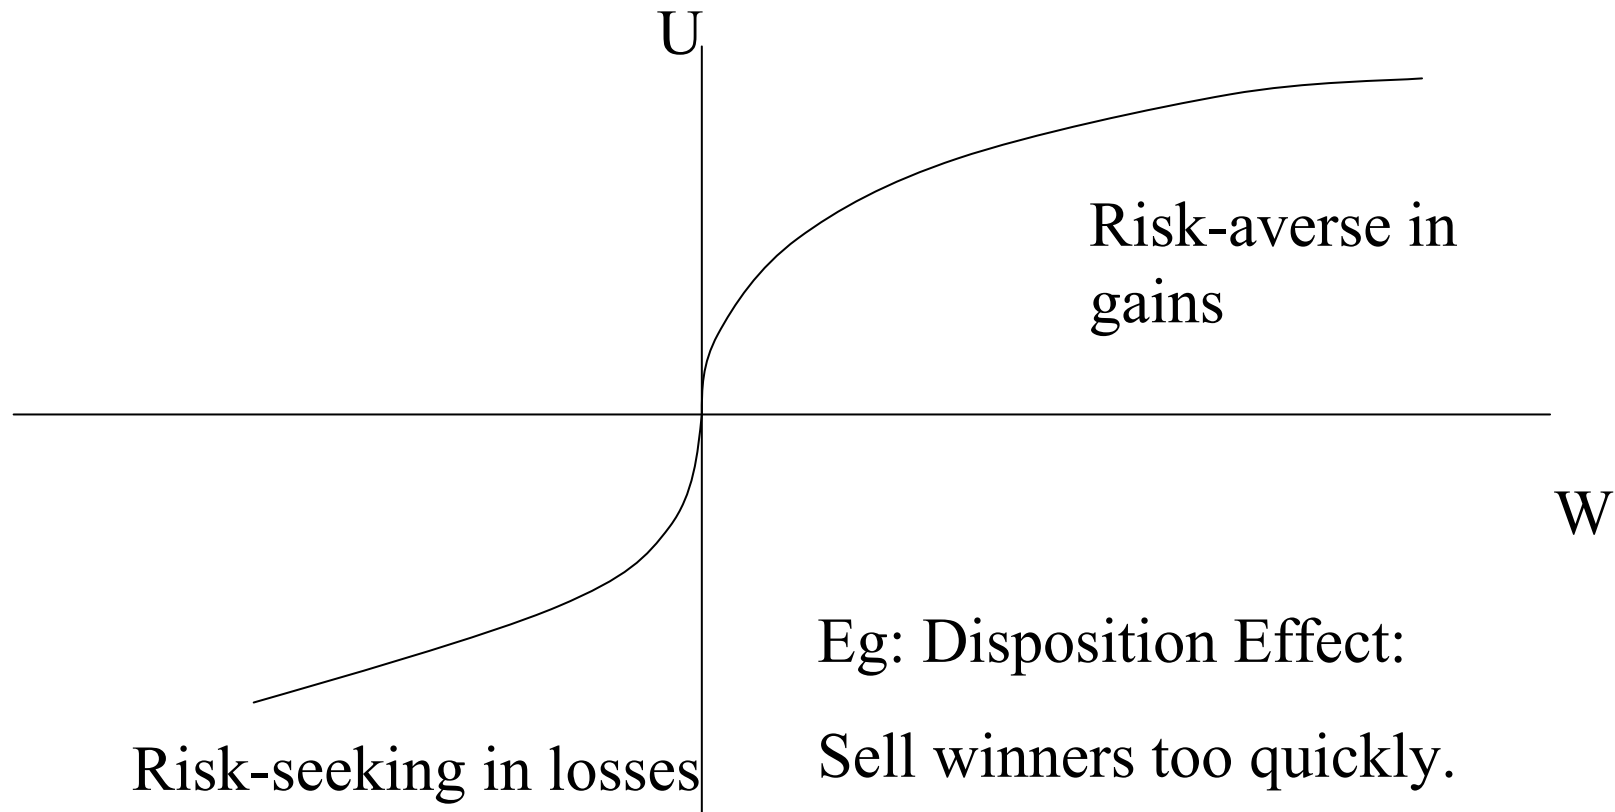 U
Risk-averse in
gains
W
Eg: Disposition Effect:
Risk-seeking in losses
Sell winners too quickly.